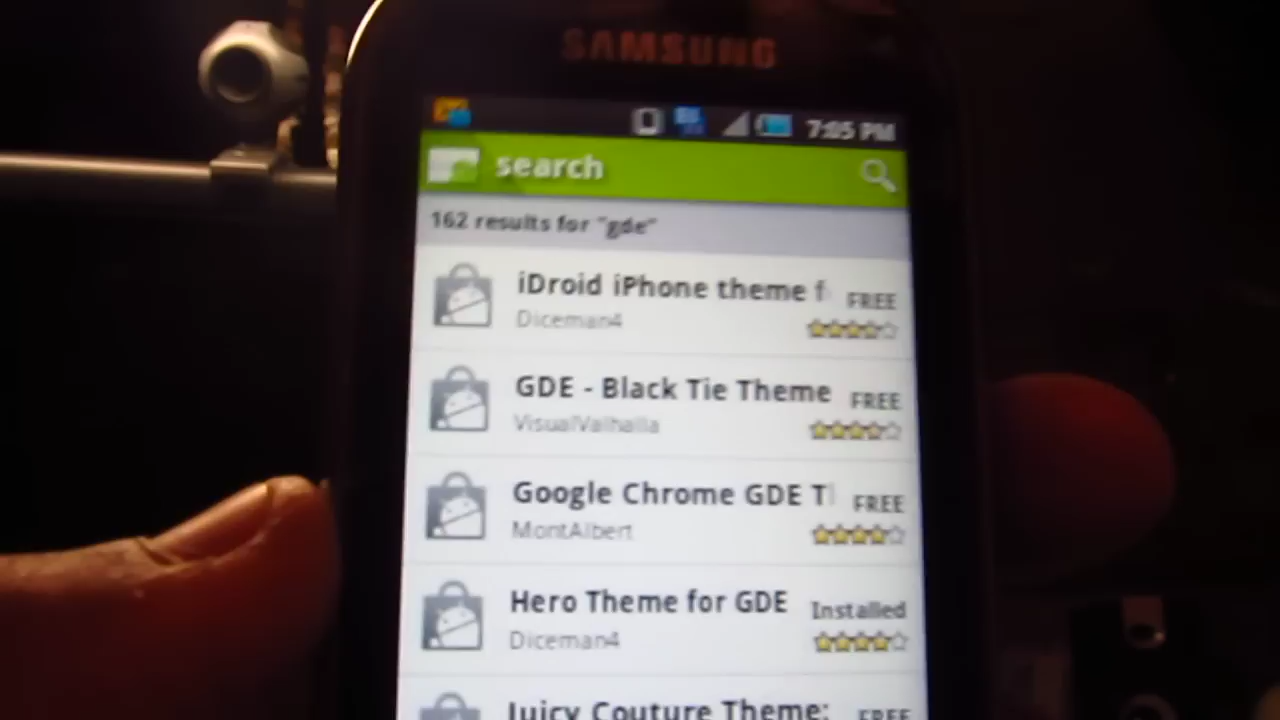 SAMSUNG
7:05 PM
search
162 results for "gde"
iDroid iPhone theme f
FREE
Diceman4
GDE - Black Tie Theme
FREE
VisualValhalla
Google Chrome GDE T
FREE
MontAlbert
Hero Theme for GDE
Installed
Diceman4
Juicy Couture Theme:
FREE